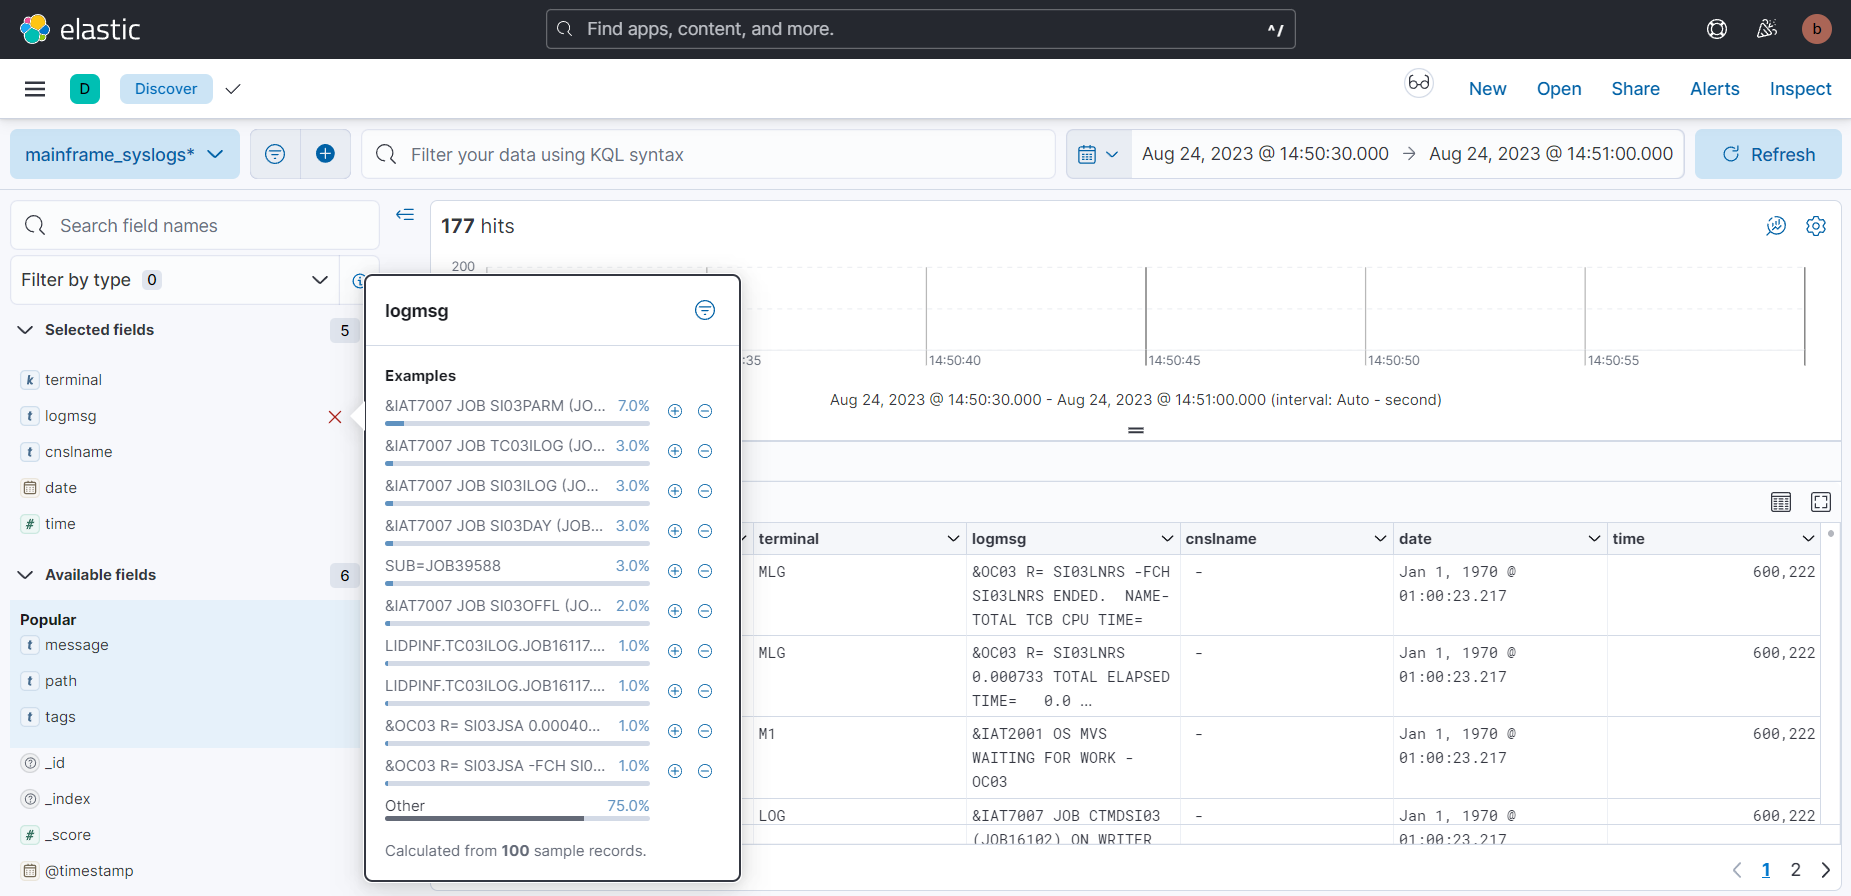 elastic
Find apps, content, and more.
^/
b
D
Discover
New
Open
Share
Alerts
Inspect
mainframe_syslogs*
Filter your data using KQL syntax
Aug 24, 2023 @ 14:50:30.000 → Aug 24, 2023 @ 14:51:00.000
Refresh
Search field names
Filter by type 0
Selected fields 5
k terminal
t logmsg
t cnslname
date
# time
Available fields 6
Popular
t message
t path
t tags
_id
_index
# _score
@timestamp
logmsg
Examples
&IAT7007 JOB SI03PARM (JO... 7.0%
&IAT7007 JOB TC03ILOG (JO... 3.0%
&IAT7007 JOB SI03ILOG (JO... 3.0%
&IAT7007 JOB SI03DAY (JOB... 3.0%
SUB=JOB39588 3.0%
&IAT7007 JOB SI03OFFL (JO... 2.0%
LIDPINF.TC03ILOG.JOB16117.... 1.0%
LIDPINF.TC03ILOG.JOB16117.... 1.0%
&OC03 R= SI03JSA 0.00040... 1.0%
&OC03 R= SI03JSA -FCH SI0... 1.0%
Other 75.0%
Calculated from 100 sample records.
177 hits
200
:35
14:50:40
14:50:45
14:50:50
14:50:55
Aug 24, 2023 @ 14:50:30.000 - Aug 24, 2023 @ 14:51:00.000 (interval: Auto - second)
terminal
logmsg
cnslname
date
time
MLG
&OC03 R= SI03LNRS -FCH
SI03LNRS ENDED. NAME-
TOTAL TCB CPU TIME=
-
Jan 1, 1970 @
01:00:23.217
600,222
MLG
&OC03 R= SI03LNRS
0.000733 TOTAL ELAPSED
TIME= 0.0 ...
-
Jan 1, 1970 @
01:00:23.217
600,222
M1
&IAT2001 OS MVS
WAITING FOR WORK -
OC03
-
Jan 1, 1970 @
01:00:23.217
600,222
LOG
&IAT7007 JOB CTMDSI03
(JOB16102) ON WRITER
-
Jan 1, 1970 @
01:00:23.217
600,222
1 2